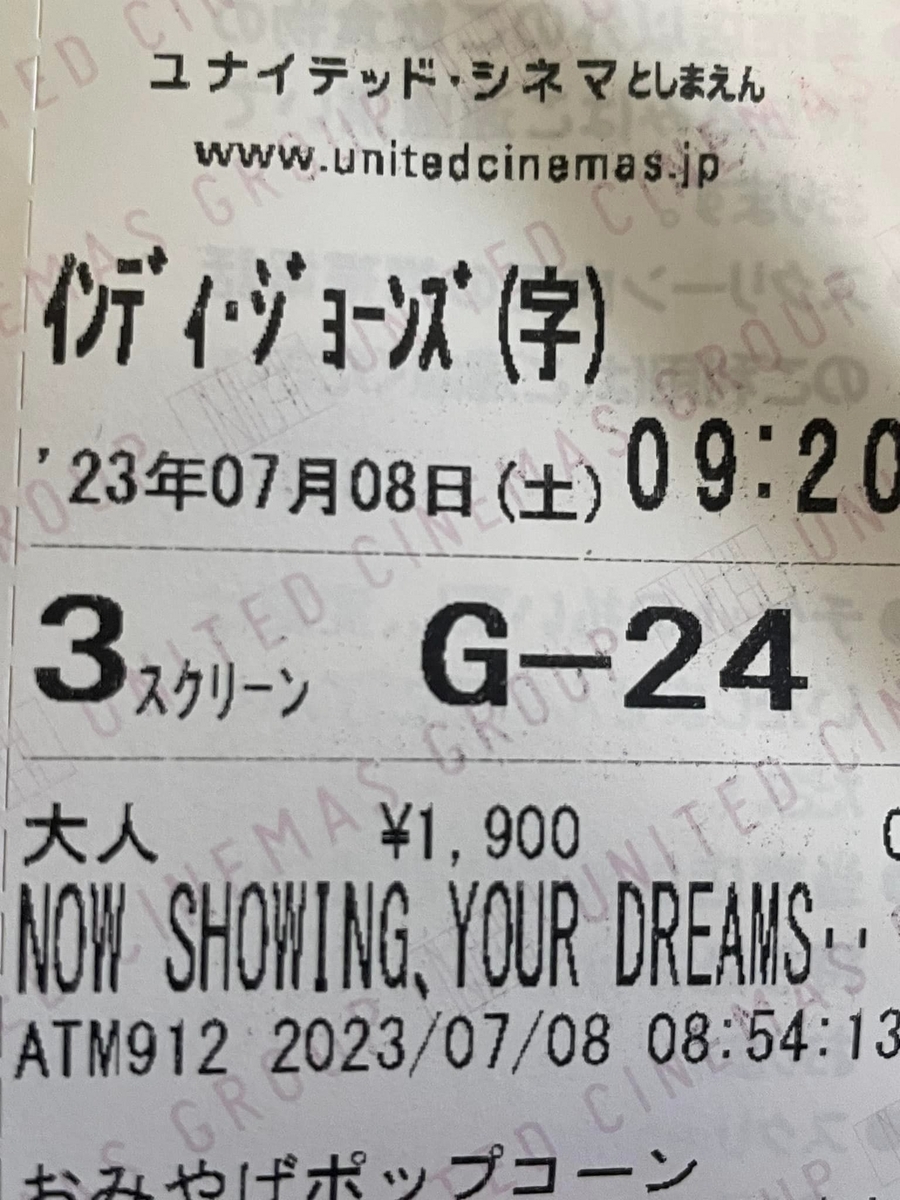 ユナイテッド・シネマとしまえん
www.unitedcinemas.jp
インディ・ジョーンズ(字)
'23年07月08日(土) 09:20
3スクリーン G-24
大人 ¥1,900
NOW SHOWING、YOUR DREAMS‥
ATM912 2023/07/08 08:54:13
おみやげポップコーン